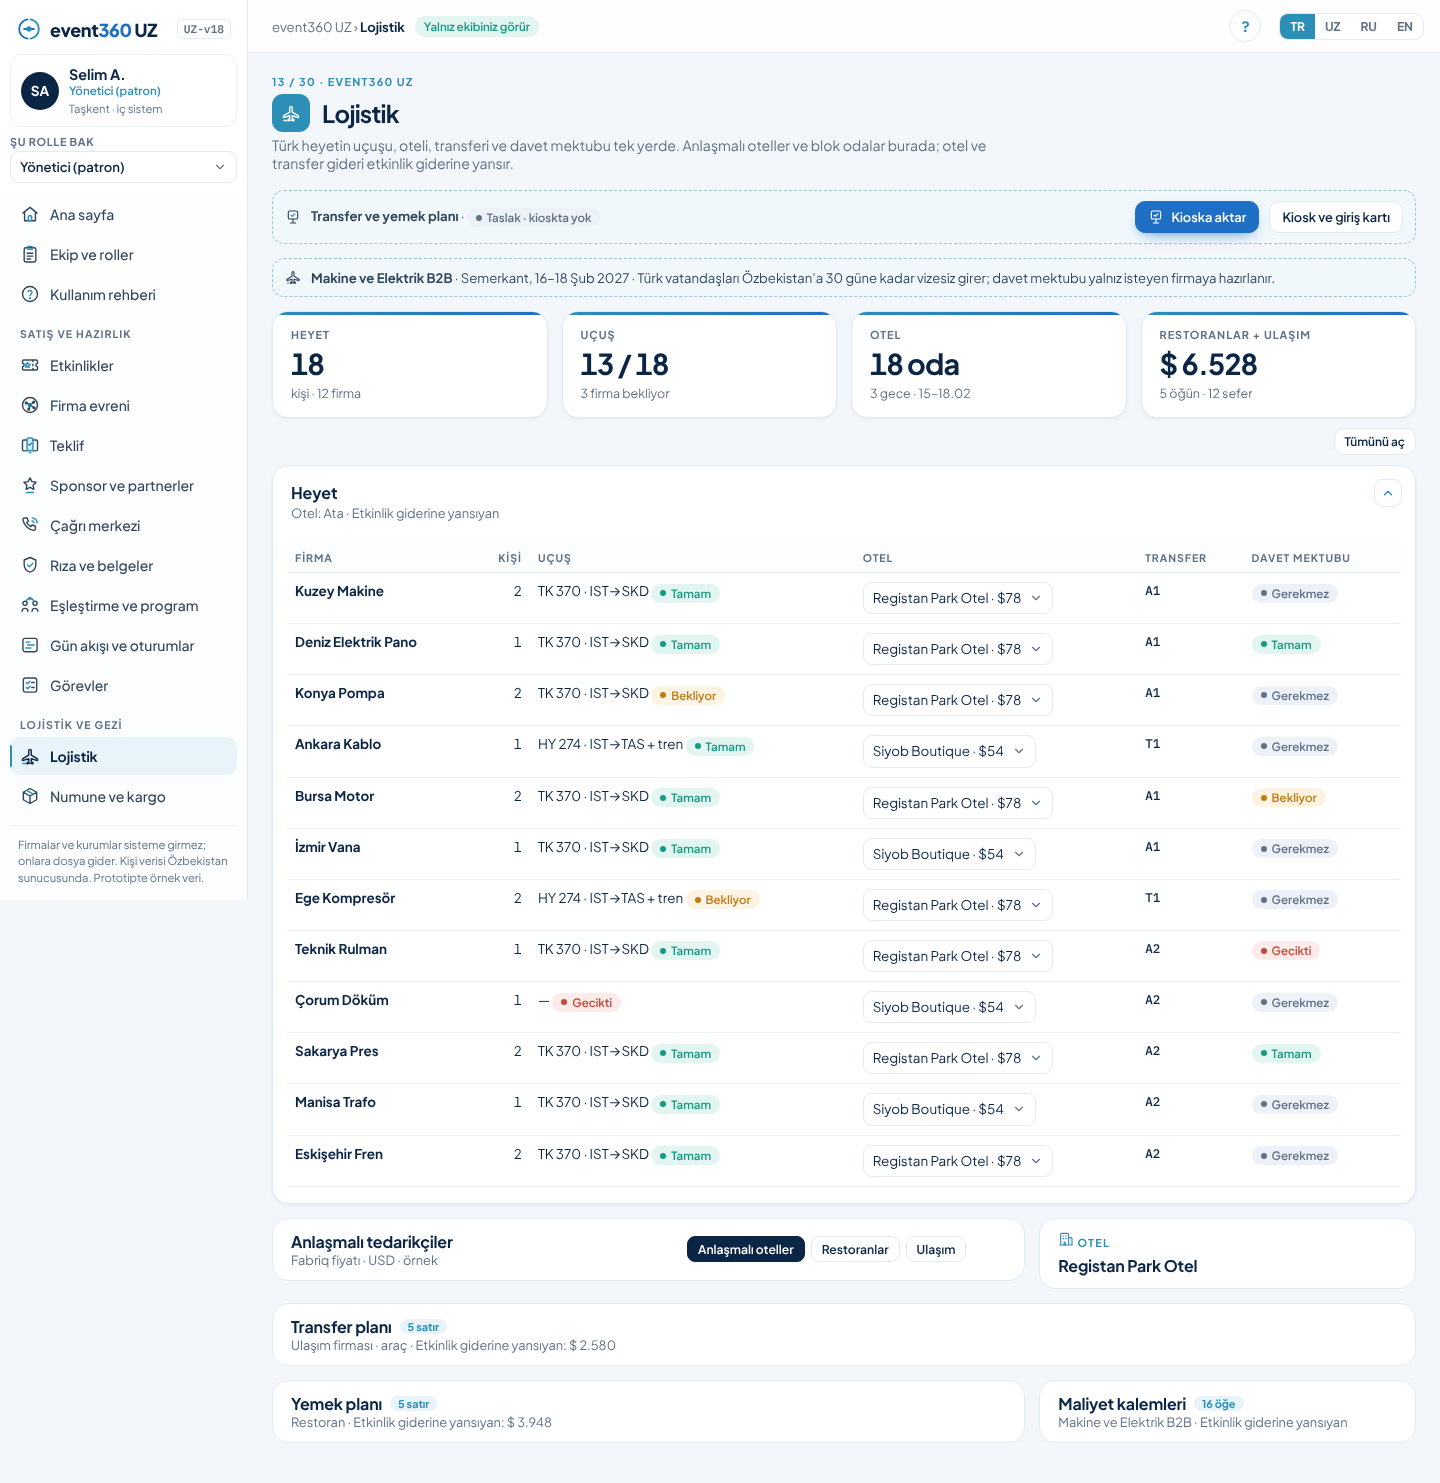 event360 UZ
UZ-v18
SA
Selim A.
Yönetici (patron)
Taşkent · iç sistem
ŞU ROLLE BAK
Yönetici (patron)
Ana sayfa
Ekip ve roller
Kullanım rehberi
SATIŞ VE HAZIRLIK
Etkinlikler
Firma evreni
Teklif
Sponsor ve partnerler
Çağrı merkezi
Rıza ve belgeler
Eşleştirme ve program
Gün akışı ve oturumlar
Görevler
LOJİSTİK VE GEZİ
Lojistik
Numune ve kargo
Firmalar ve kurumlar sisteme girmez;
onlara dosya gider. Kişi verisi Özbekistan
sunucusunda. Prototipte örnek veri.
event360 UZ › Lojistik
Yalnız ekibiniz görür
?
TR UZ RU EN
13 / 30 · EVENT360 UZ
Lojistik
Türk heyetin uçuşu, oteli, transferi ve davet mektubu tek yerde. Anlaşmalı oteller ve blok odalar burada; otel ve
transfer gideri etkinlik giderine yansır.
Transfer ve yemek planı · Taslak · kioskta yok
Kioska aktar
Kiosk ve giriş kartı
Makine ve Elektrik B2B · Semerkant, 16–18 Şub 2027 · Türk vatandaşları Özbekistan'a 30 güne kadar vizesiz girer; davet mektubu yalnız isteyen firmaya hazırlanır.
HEYET
18
kişi · 12 firma
UÇUŞ
13 / 18
3 firma bekliyor
OTEL
18 oda
3 gece · 15–18.02
RESTORANLAR + ULAŞIM
$ 6.528
5 öğün · 12 sefer
Tümünü aç
Heyet
Otel: Ata · Etkinlik giderine yansıyan
FİRMA KİŞİ UÇUŞ OTEL TRANSFER DAVET MEKTUBU
Kuzey Makine 2 TK 370 · IST→SKD Tamam Registan Park Otel · $78 A1 Gerekmez
Deniz Elektrik Pano 1 TK 370 · IST→SKD Tamam Registan Park Otel · $78 A1 Tamam
Konya Pompa 2 TK 370 · IST→SKD Bekliyor Registan Park Otel · $78 A1 Gerekmez
Ankara Kablo 1 HY 274 · IST→TAS + tren Tamam Siyob Boutique · $54 T1 Gerekmez
Bursa Motor 2 TK 370 · IST→SKD Tamam Registan Park Otel · $78 A1 Bekliyor
İzmir Vana 1 TK 370 · IST→SKD Tamam Siyob Boutique · $54 A1 Gerekmez
Ege Kompresör 2 HY 274 · IST→TAS + tren Bekliyor Registan Park Otel · $78 T1 Gerekmez
Teknik Rulman 1 TK 370 · IST→SKD Tamam Registan Park Otel · $78 A2 Gecikti
Çorum Döküm 1 — Gecikti Siyob Boutique · $54 A2 Gerekmez
Sakarya Pres 2 TK 370 · IST→SKD Tamam Registan Park Otel · $78 A2 Tamam
Manisa Trafo 1 TK 370 · IST→SKD Tamam Siyob Boutique · $54 A2 Gerekmez
Eskişehir Fren 2 TK 370 · IST→SKD Tamam Registan Park Otel · $78 A2 Gerekmez
Anlaşmalı tedarikçiler
Fabriq fiyatı · USD · örnek
Anlaşmalı oteller
Restoranlar
Ulaşım
OTEL
Registan Park Otel
Transfer planı 5 satır
Ulaşım firması · araç · Etkinlik giderine yansıyan: $ 2.580
Yemek planı 5 satır
Restoran · Etkinlik giderine yansıyan: $ 3.948
Maliyet kalemleri 16 öğe
Makine ve Elektrik B2B · Etkinlik giderine yansıyan